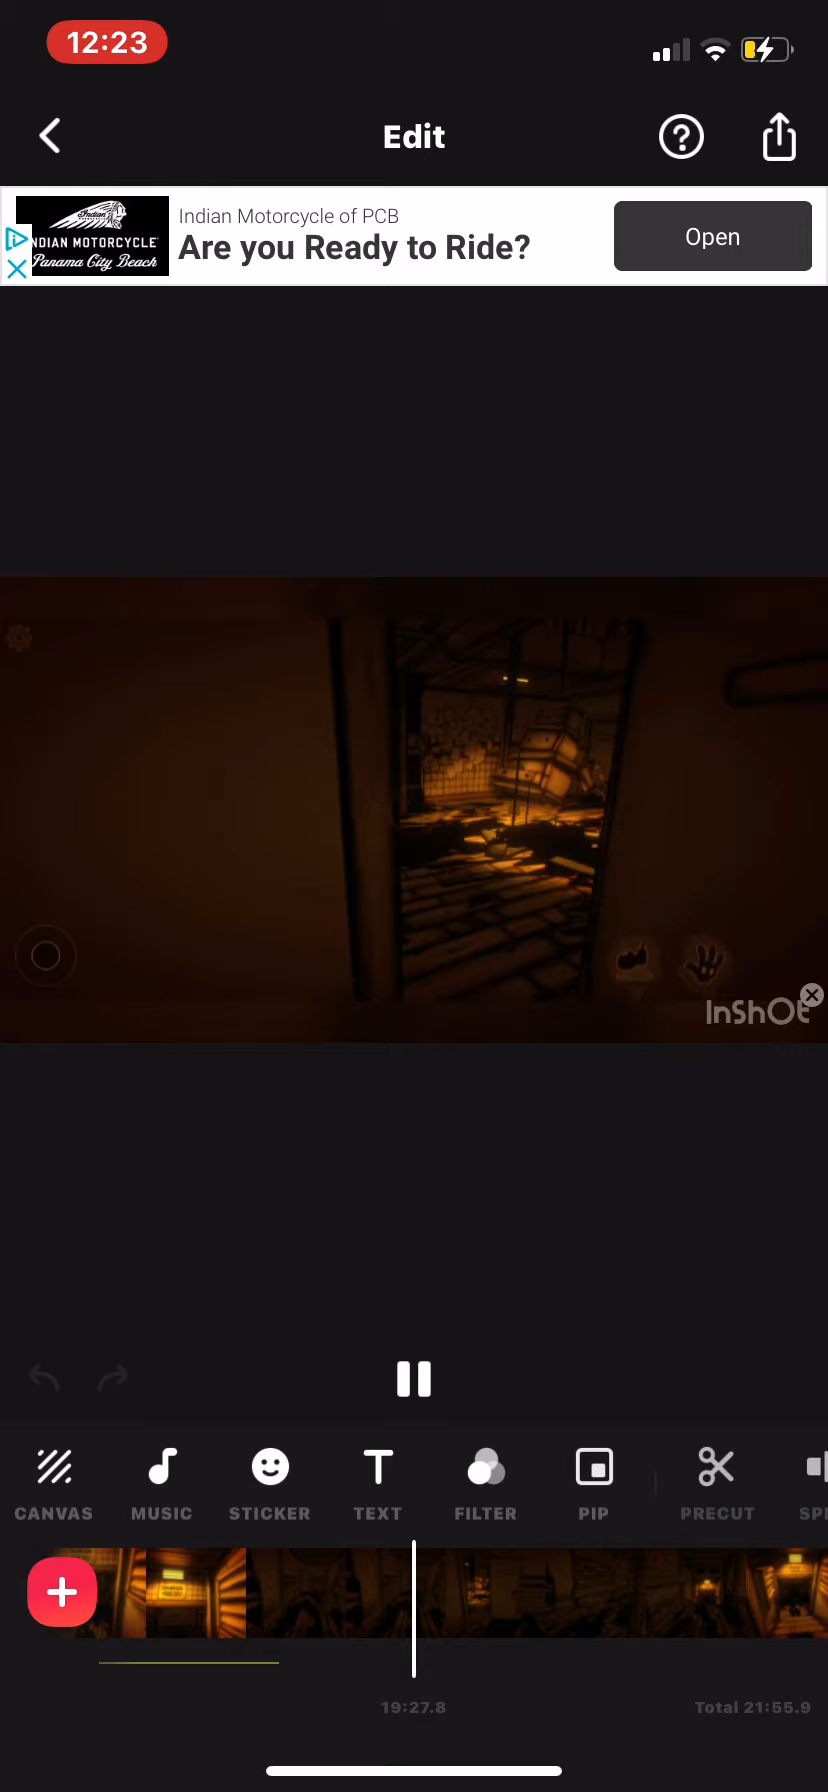 12:23
Edit
Indian Motorcycle of PCB
Are you Ready to Ride?
Open
Indian
INDIAN MOTORCYCLE
Panama City Beach
InShOt
CANVAS
MUSIC
STICKER
TEXT
FILTER
PIP
PRECUT
SPL
19:27.8
Total 21:55.9